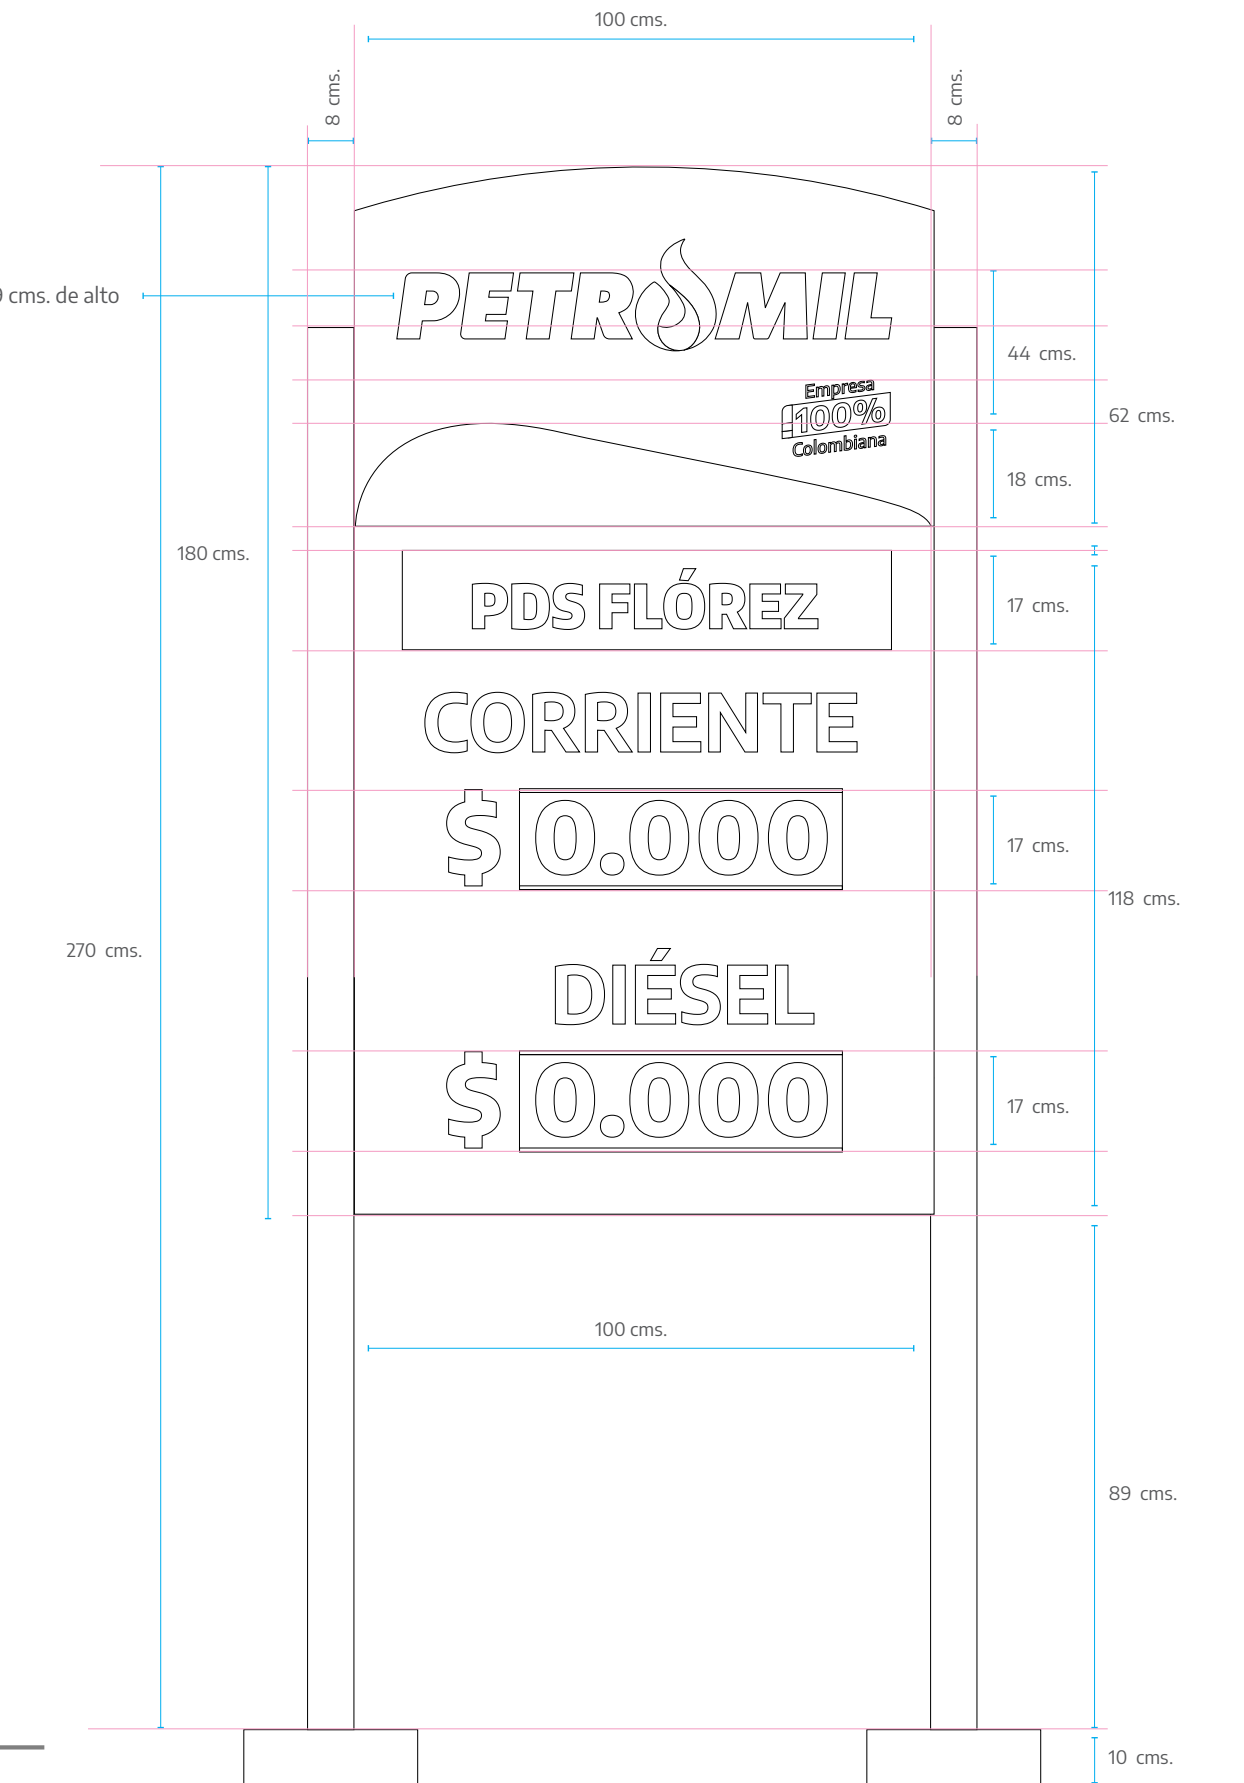 100 cms.
8 cms.
8 cms.
PETROMIL
cms. de alto
44 cms.
Empresa
100%
Colombiana
62 cms.
18 cms.
180 cms.
PDS FLÓREZ
17 cms.
CORRIENTE
$ 0.000
17 cms.
118 cms.
270 cms.
DIÉSEL
$ 0.000
17 cms.
100 cms.
89 cms.
10 cms.